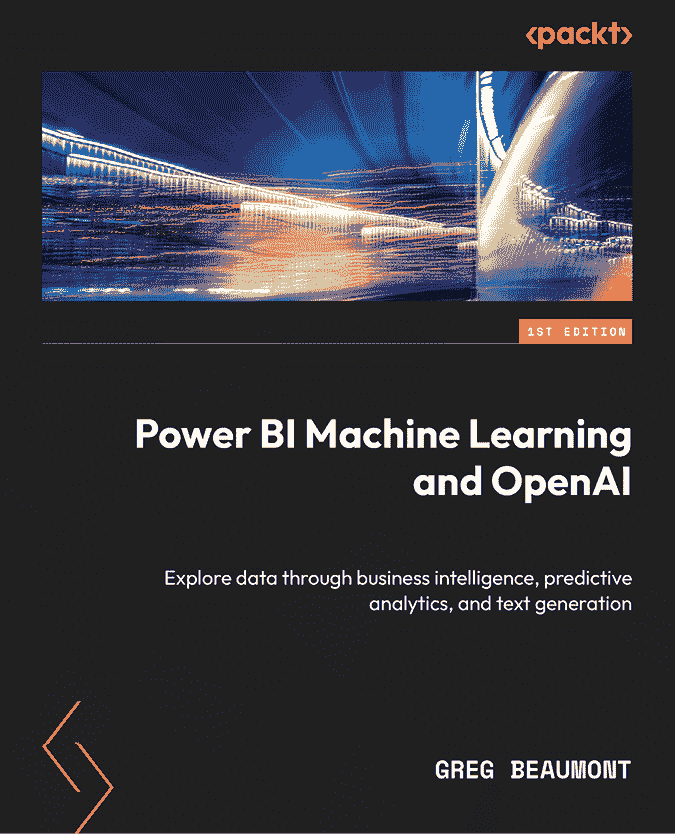 <packt>
1ST EDITION
Power BI Machine Learning
and OpenAI
Explore data through business intelligence, predictive
analytics, and text generation
GREG BEAUMONT